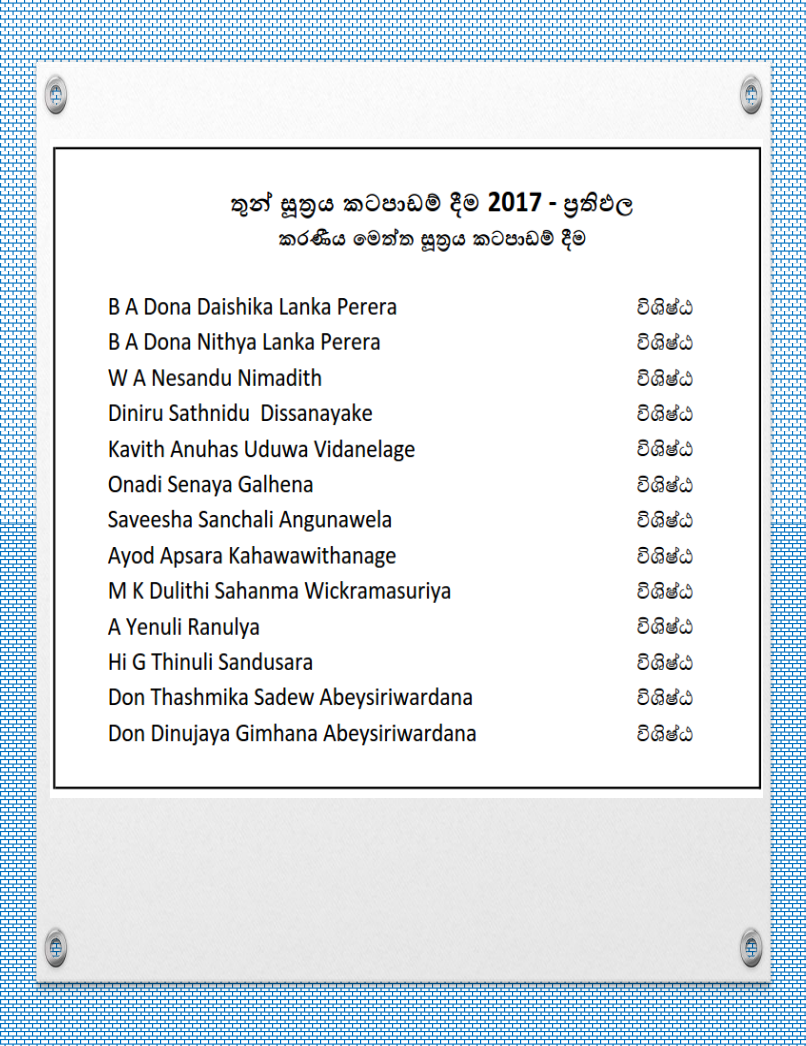 තුන් සූත්‍රය කටපාඩම් දීම 2017 - ප්‍රතිඵල
කරණීය මෙත්ත සූත්‍රය කටපාඩම් දීම
B A Dona Daishika Lanka Perera විශිෂ්ඨ
B A Dona Nithya Lanka Perera විශිෂ්ඨ
W A Nesandu Nimadith විශිෂ්ඨ
Diniru Sathnidu Dissanayake විශිෂ්ඨ
Kavith Anuhas Uduwa Vidanelage විශිෂ්ඨ
Onadi Senaya Galhena විශිෂ්ඨ
Saveesha Sanchali Angunawela විශිෂ්ඨ
Ayod Apsara Kahawawithanage විශිෂ්ඨ
M K Dulithi Sahanma Wickramasuriya විශිෂ්ඨ
A Yenuli Ranulya විශිෂ්ඨ
Hi G Thinuli Sandusara විශිෂ්ඨ
Don Thashmika Sadew Abeysiriwardana විශිෂ්ඨ
Don Dinujaya Gimhana Abeysiriwardana විශිෂ්ඨ